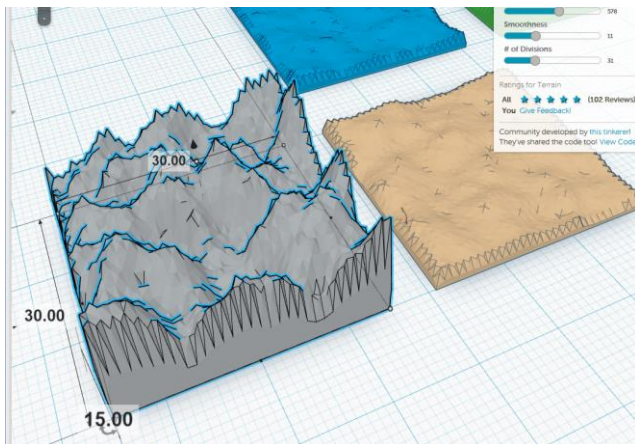 578
Smoothness
11
# of Divisions
31
Ratings for Terrain
All (102 Reviews)
You Give Feedback!
Community developed by this tinkerer!
They've shared the code too! View Code
30.00
30.00
15.00